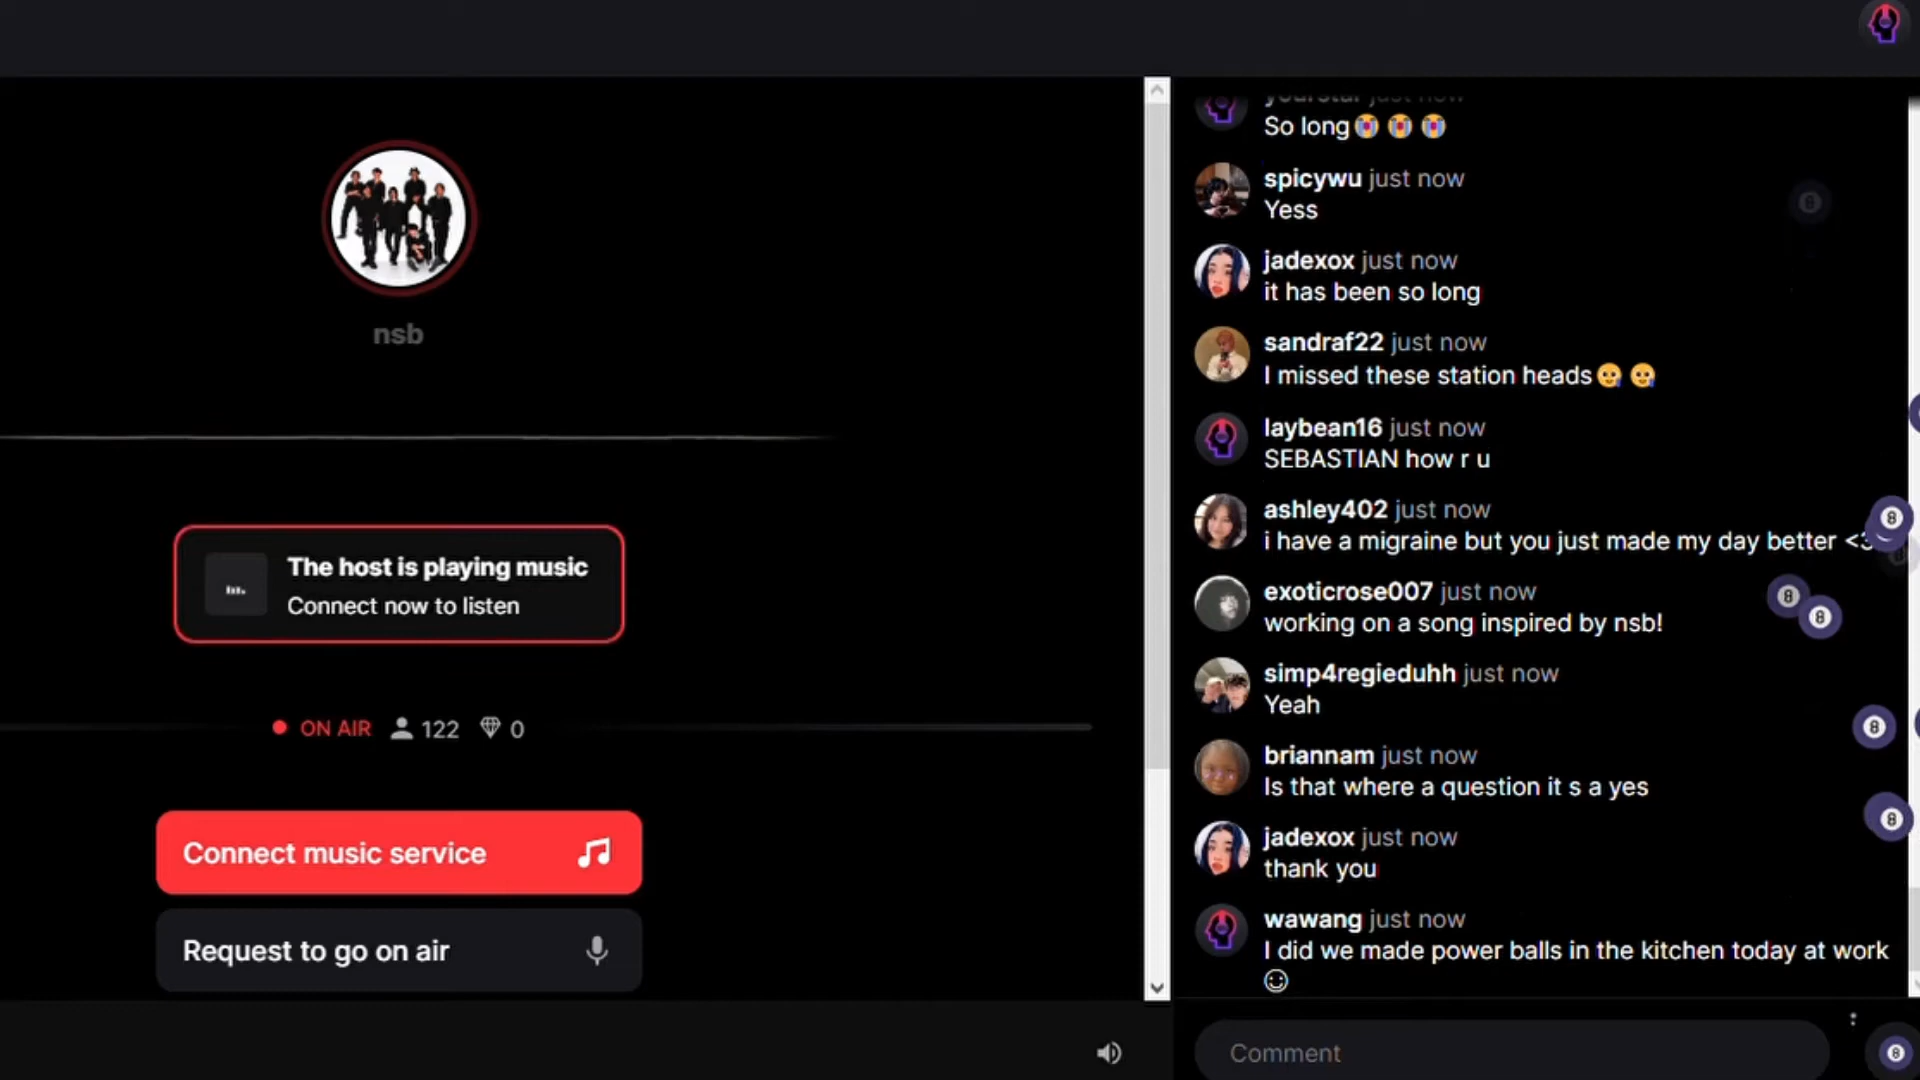 nsb
The host is playing music
Connect now to listen
ON AIR 122 0
Connect music service
Request to go on air
yourstar just now
So long😭 😭 😭
spicywu just now
Yess
jadexox just now
it has been so long
sandraf22 just now
I missed these station heads🥲 🥲
laybean16 just now
SEBASTIAN how r u
ashley402 just now
i have a migraine but you just made my day better <3
exoticrose007 just now
working on a song inspired by nsb!
simp4regieduhh just now
Yeah
briannam just now
Is that where a question it s a yes
jadexox just now
thank you
wawang just now
I did we made power balls in the kitchen today at work
☺
Comment